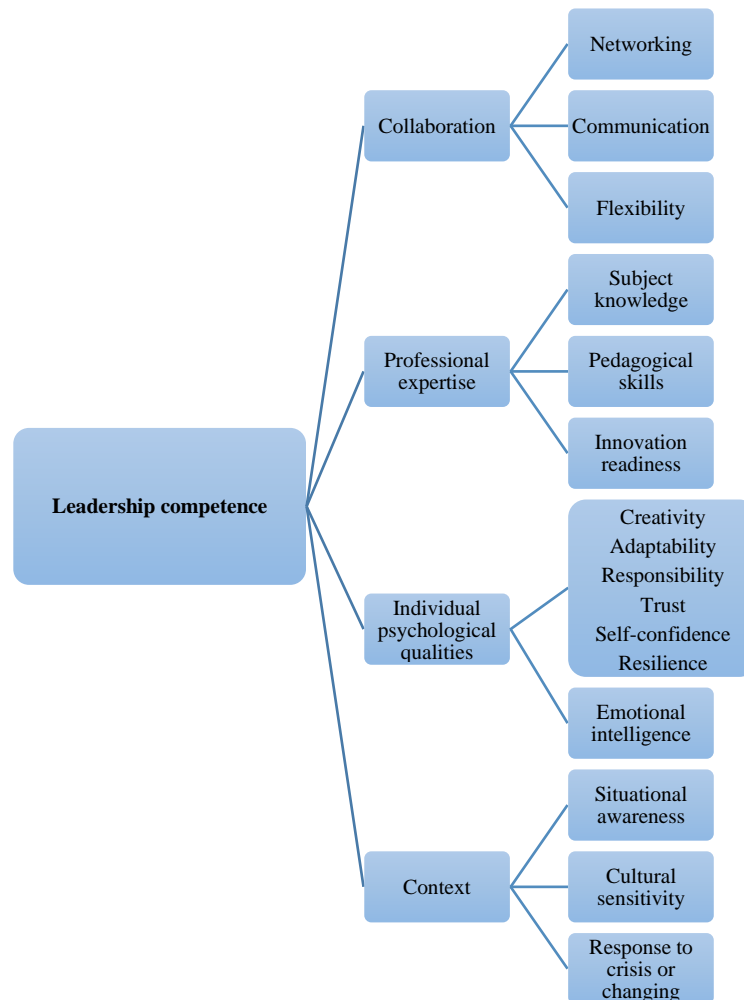 Leadership competence
Collaboration
Networking
Communication
Flexibility
Professional
expertise
Subject
knowledge
Pedagogical
skills
Innovation
readiness
Individual
psychological
qualities
Creativity
Adaptability
Responsibility
Trust
Self-confidence
Resilience
Emotional
intelligence
Context
Situational
awareness
Cultural
sensitivity
Response to
crisis or
changing